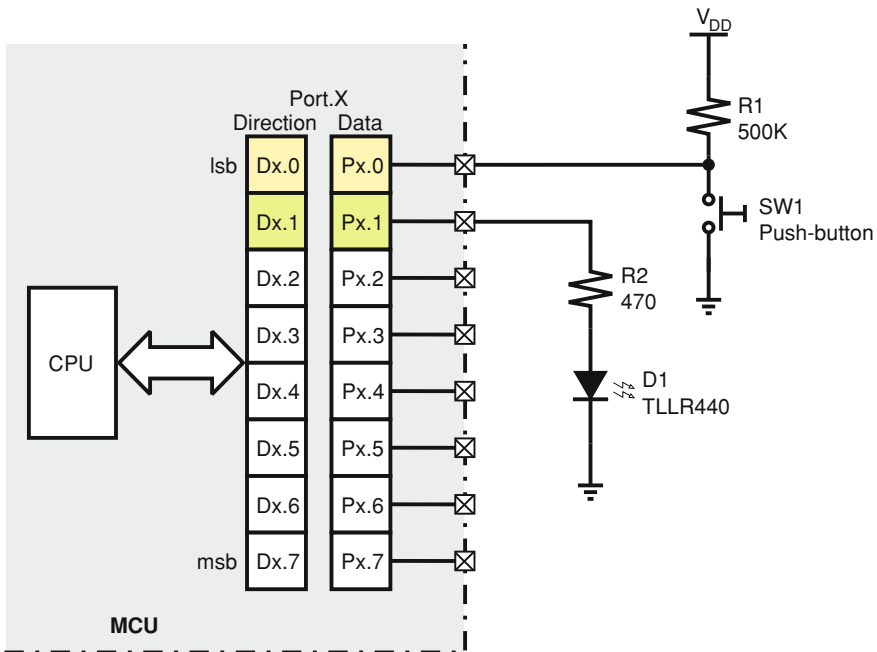 V_DD
Port.X
Direction Data
R1
500K
lsb Dx.0 Px.0
Dx.1 Px.1
SW1
Push-button
Dx.2 Px.2
R2
470
Dx.3 Px.3
CPU
Dx.4 Px.4
D1
TLLR440
Dx.5 Px.5
Dx.6 Px.6
msb Dx.7 Px.7
MCU